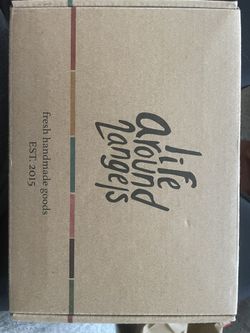 life
around
2angels
fresh handmade goods
EST. 2015